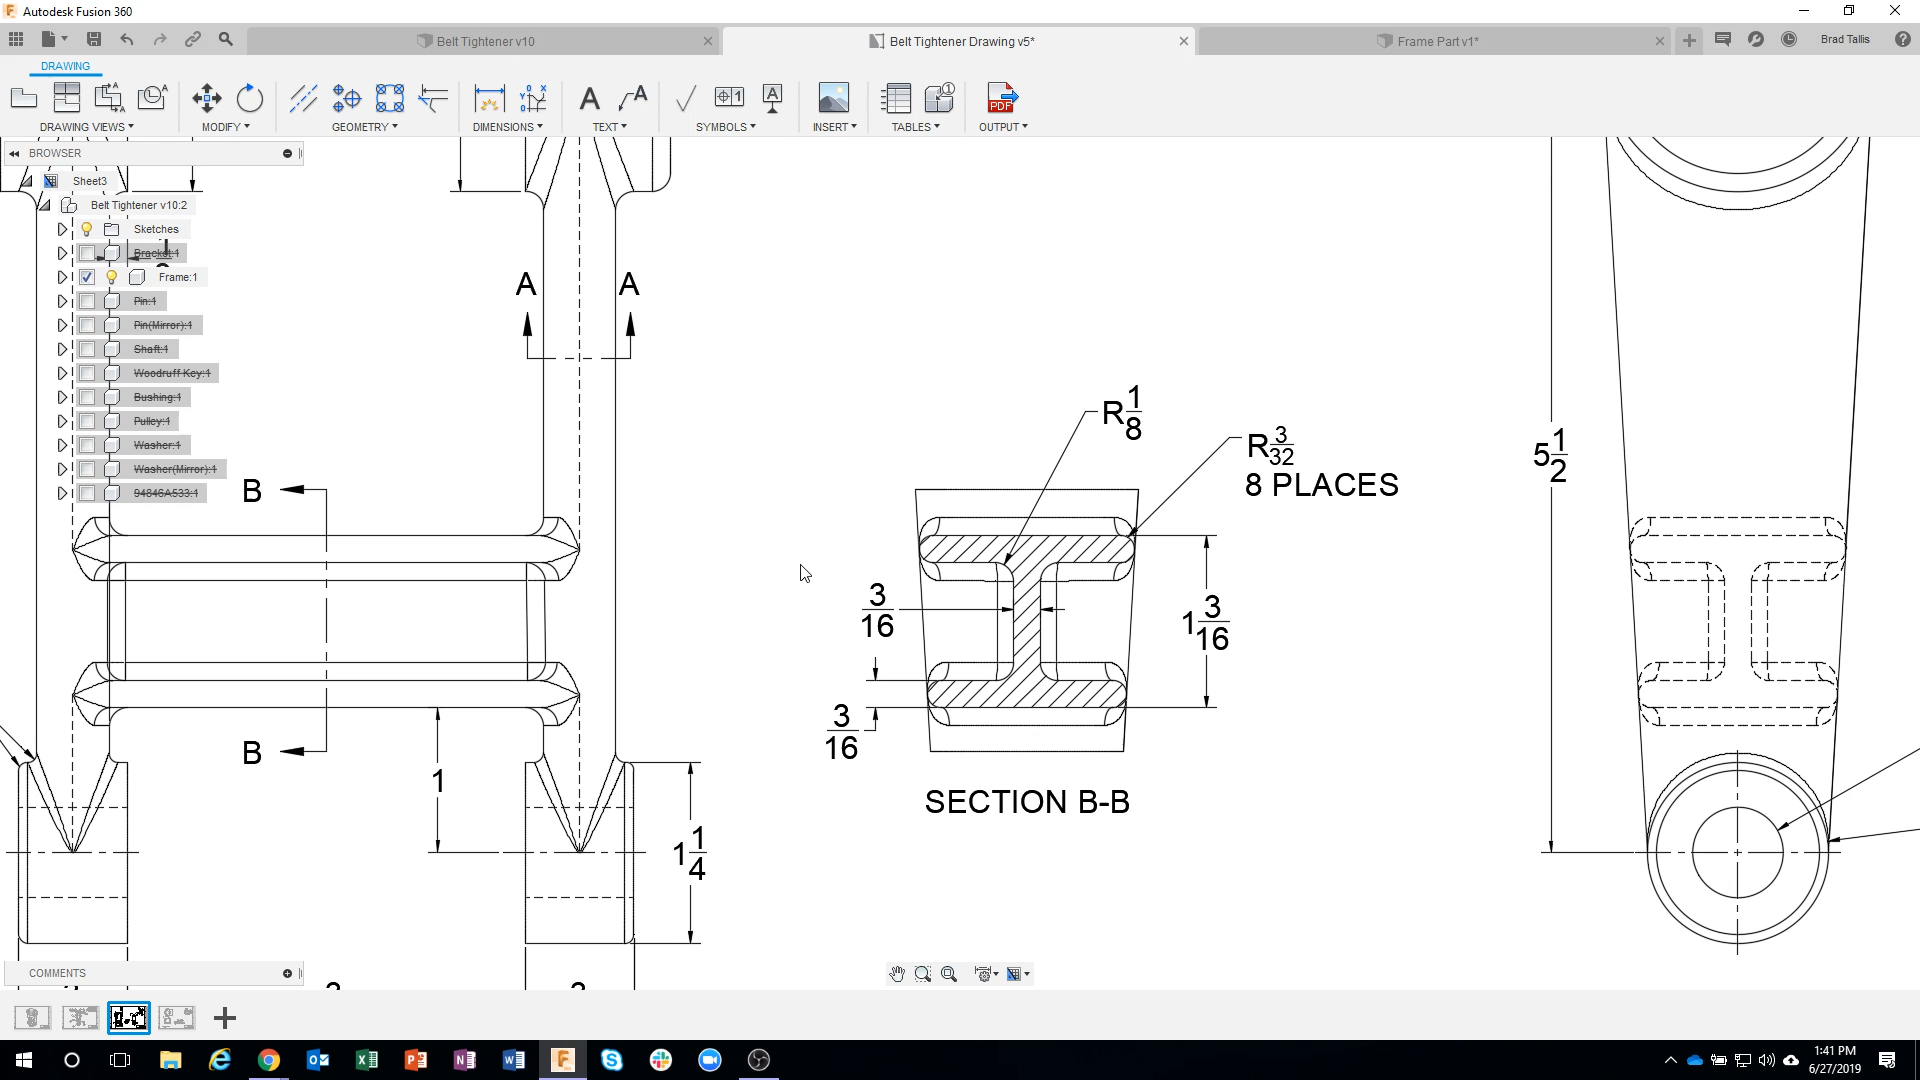 Autodesk Fusion 360
Belt Tightener v10
Belt Tightener Drawing v5*
Frame Part v1*
Brad Tallis
DRAWING
DRAWING VIEWS
MODIFY
GEOMETRY
DIMENSIONS
TEXT
SYMBOLS
INSERT
TABLES
OUTPUT
BROWSER
Sheet3
Belt Tightener v10:2
Sketches
Bracket:1
Frame:1
Pin:1
Pin(Mirror):1
Shaft:1
Woodruff Key:1
Bushing:1
Pulley:1
Washer:1
Washer(Mirror):1
94846A533:1
A A
B
B
1
1 1/4
R 1/8
R 3/32
8 PLACES
3/16
1 3/16
3/16
SECTION B-B
5 1/2
COMMENTS
1:41 PM
6/27/2019